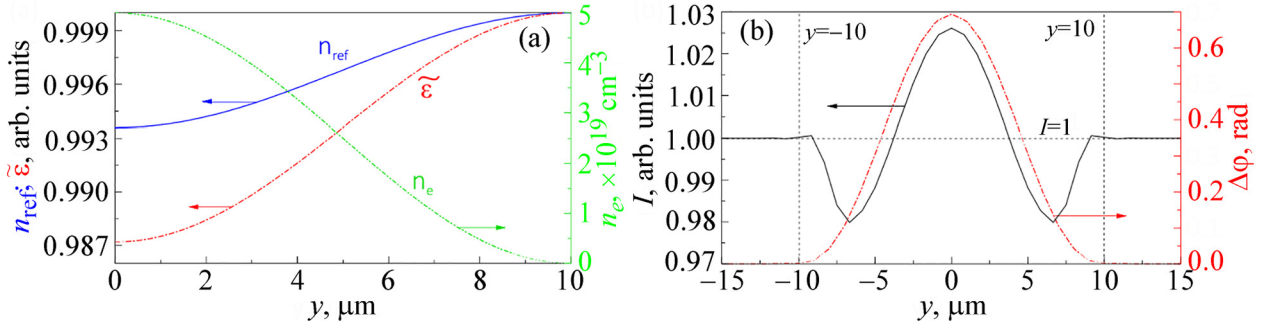 (a)
n_ref
ε̃
n_e
0.999
0.996
0.993
0.990
0.987
n_ref; ε̃, arb. units
5
4
3
2
1
0
n_e, ×10^19 cm^−3
0 2 4 6 8 10
y, μm
(b)
y=−10
y=10
I=1
1.03
1.02
1.01
1.00
0.99
0.98
0.97
I, arb. units
0.6
0.4
0.2
0.0
Δφ, rad
−15 −10 −5 0 5 10 15
y, μm